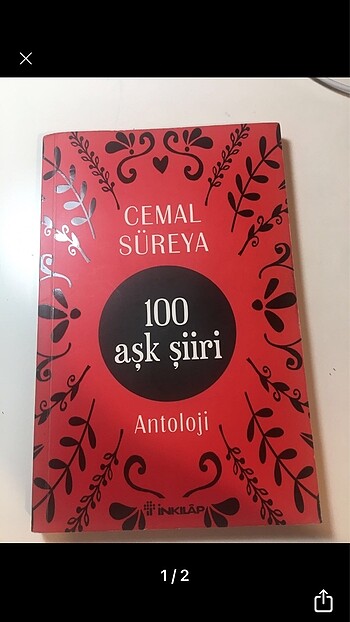 CEMAL
SÜREYA
100
aşk şiiri
Antoloji
İNKILÂP
1/2